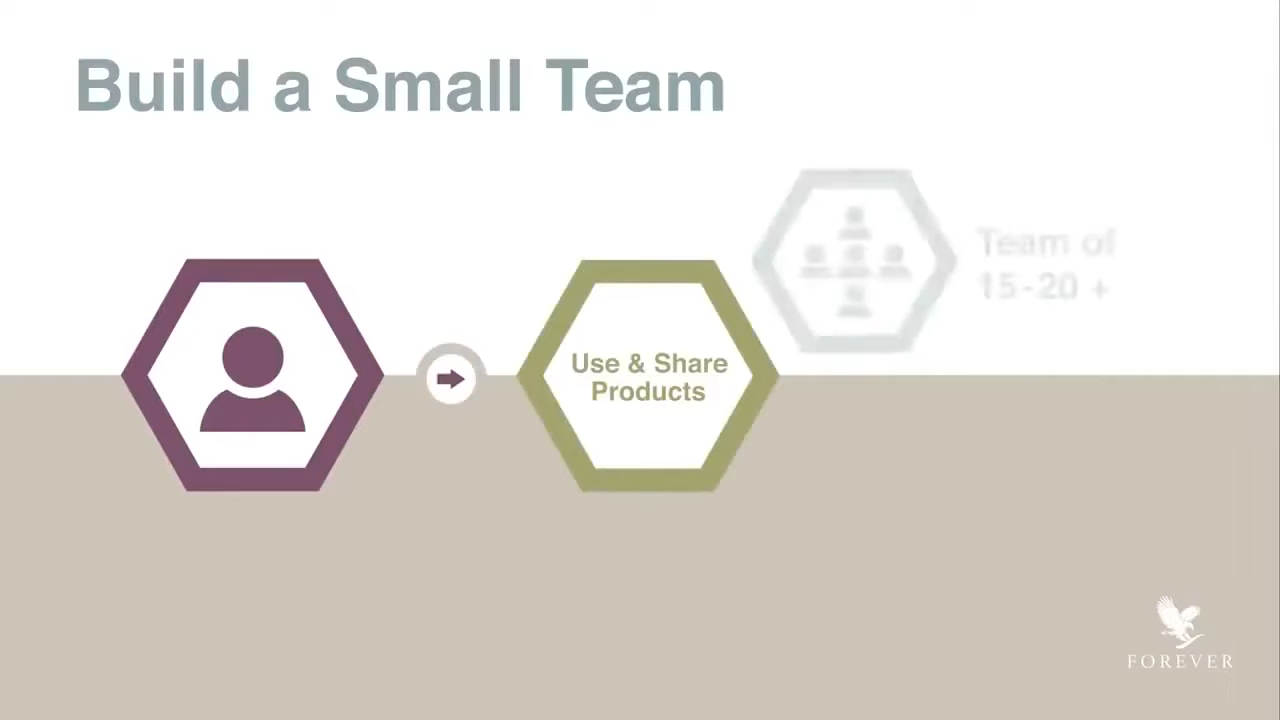 Build a Small Team
Team of
15-20 +
Use & Share
Products
FOREVER